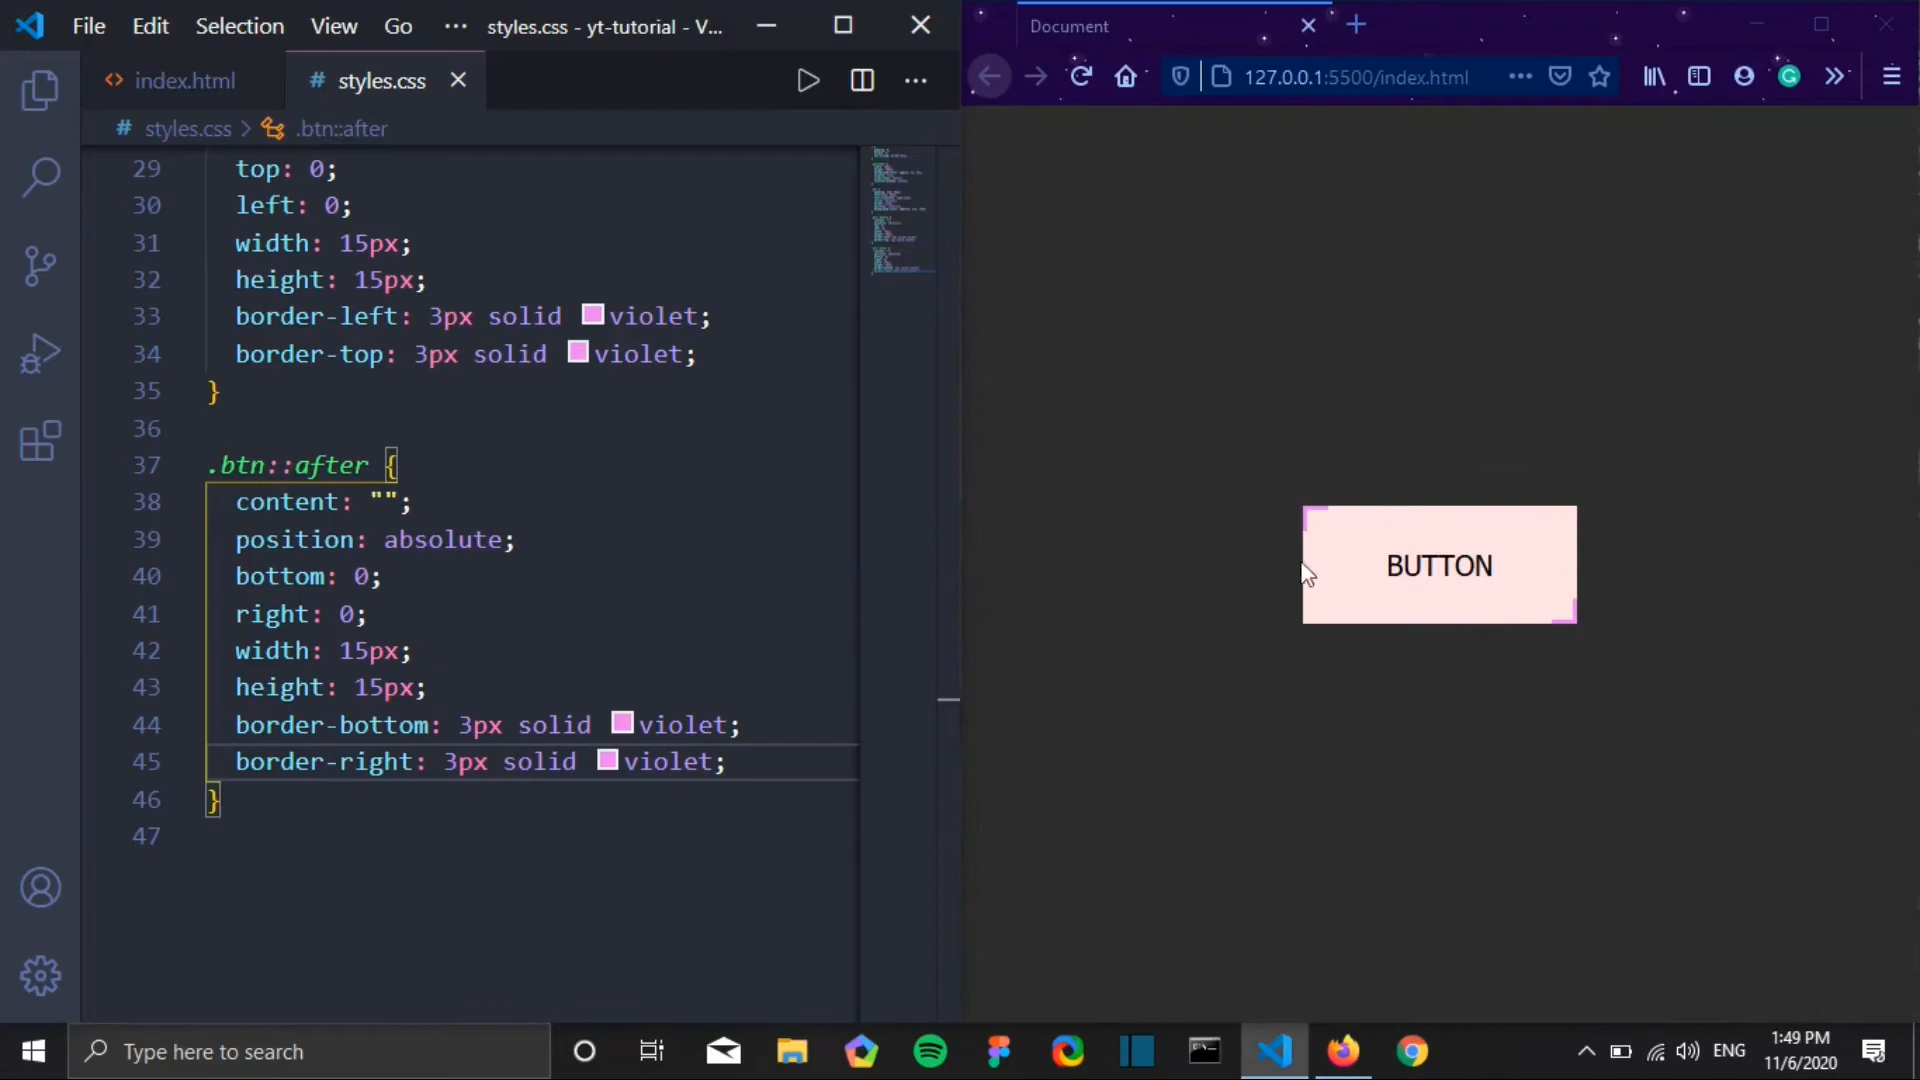 File Edit Selection View Go ··· styles.css - yt-tutorial - V...
index.html # styles.css
# styles.css > .btn::after
29 top: 0;
30 left: 0;
31 width: 15px;
32 height: 15px;
33 border-left: 3px solid violet;
34 border-top: 3px solid violet;
35 }
36
37 .btn::after {
38 content: "";
39 position: absolute;
40 bottom: 0;
41 right: 0;
42 width: 15px;
43 height: 15px;
44 border-bottom: 3px solid violet;
45 border-right: 3px solid violet;
46 }
47
Document
127.0.0.1:5500/index.html
BUTTON
Type here to search
ENG
1:49 PM
11/6/2020